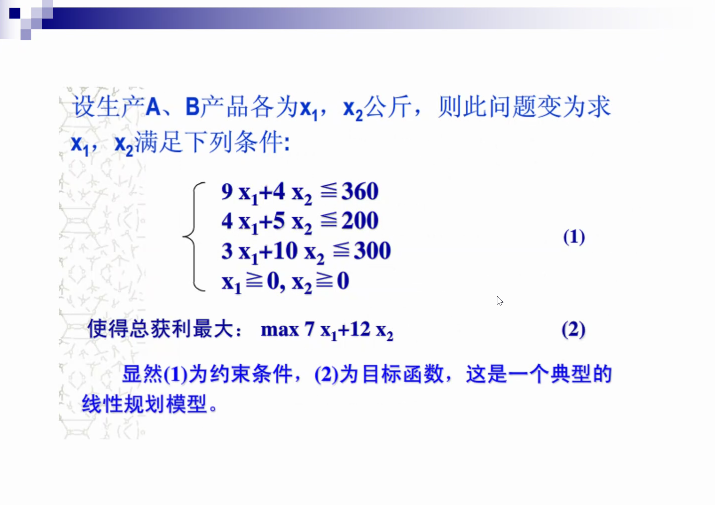 设生产A、B产品各为x₁，x₂公斤，则此问题变为求
x₁，x₂满足下列条件:
9 x₁+4 x₂ ≦360
4 x₁+5 x₂ ≦200
3 x₁+10 x₂ ≦300
x₁≧0, x₂≧0
(1)
使得总获利最大： max 7 x₁+12 x₂ (2)
显然(1)为约束条件，(2)为目标函数，这是一个典型的
线性规划模型。